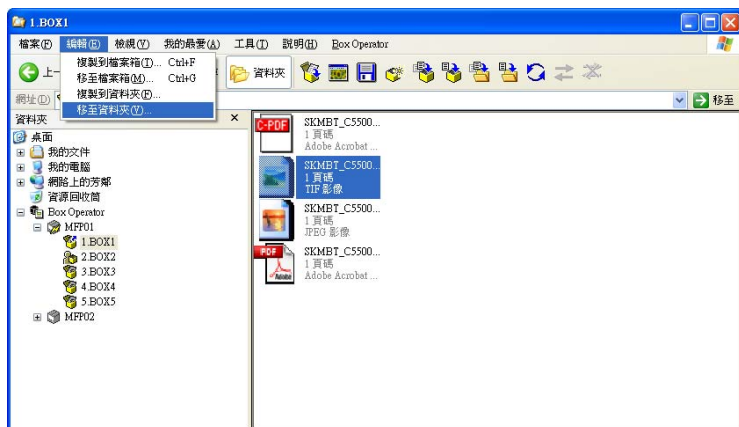 1.BOX1
檔案(F) 編輯(E) 檢視(V) 我的最愛(A) 工具(T) 說明(H) Box Operator
上一 資料夾
複製到檔案箱(I)... Ctrl+F
移至檔案箱(M)... Ctrl+G
複製到資料夾(F)...
移至資料夾(V)...
網址(D) 移至
資料夾 ×
桌面
我的文件
我的電腦
網路上的芳鄰
資源回收筒
Box Operator
MFP01
1.BOX1
2.BOX2
3.BOX3
4.BOX4
5.BOX5
MFP02
C-PDF
SKMBT_C5500...
1 頁碼
Adobe Acrobat ...
SKMBT_C5500...
1 頁碼
TIF 影像
SKMBT_C5500...
1 頁碼
JPEG 影像
PDF
Adobe
SKMBT_C5500...
1 頁碼
Adobe Acrobat ...